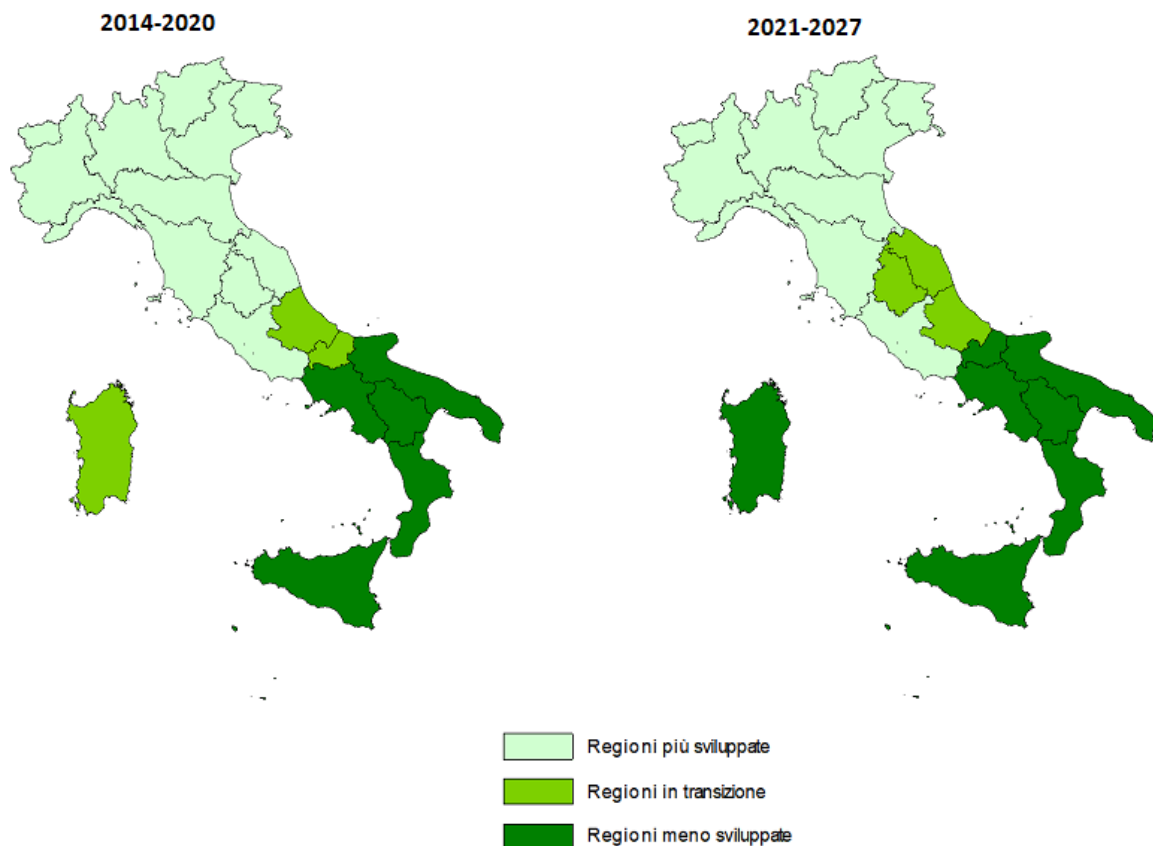 2014-2020
2021-2027
Regioni più sviluppate
Regioni in transizione
Regioni meno sviluppate